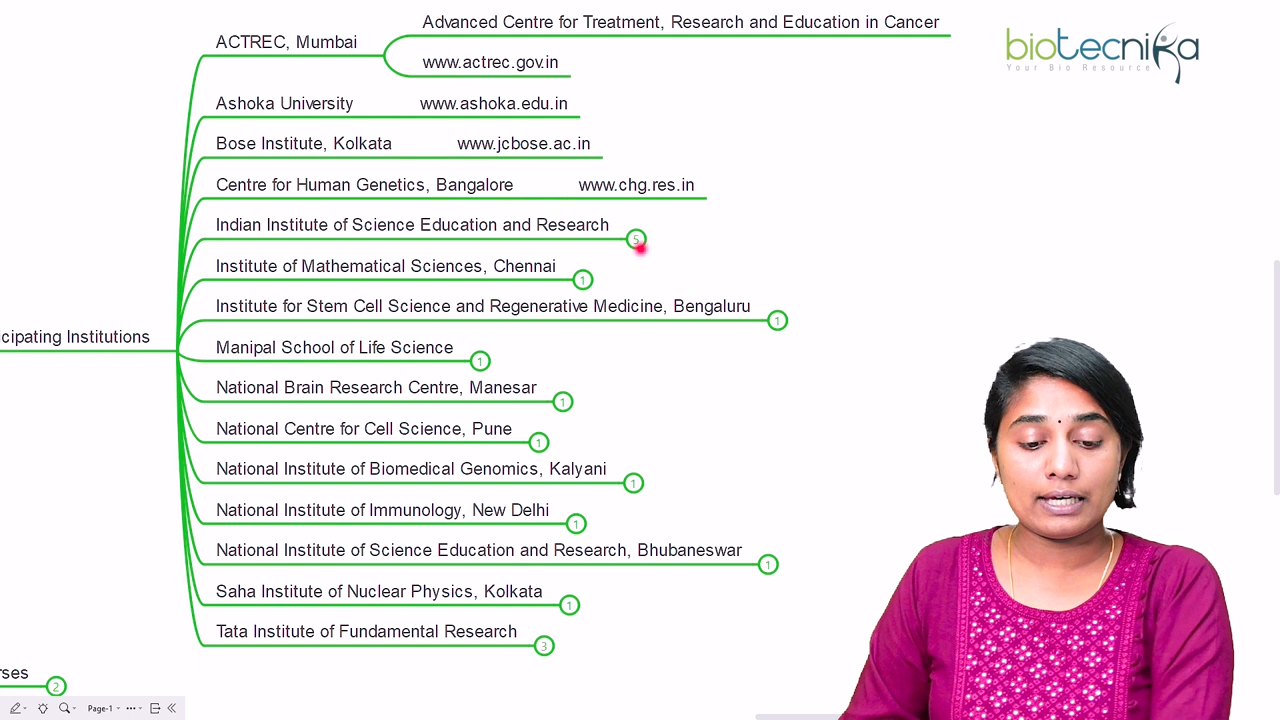 Advanced Centre for Treatment, Research and Education in Cancer
ACTREC, Mumbai
www.actrec.gov.in
biotecnika
Your Bio Resource
Ashoka University www.ashoka.edu.in
Bose Institute, Kolkata www.jcbose.ac.in
Centre for Human Genetics, Bangalore www.chg.res.in
Indian Institute of Science Education and Research 5
Institute of Mathematical Sciences, Chennai 1
Institute for Stem Cell Science and Regenerative Medicine, Bengaluru 1
cipating Institutions
Manipal School of Life Science 1
National Brain Research Centre, Manesar 1
National Centre for Cell Science, Pune 1
National Institute of Biomedical Genomics, Kalyani 1
National Institute of Immunology, New Delhi 1
National Institute of Science Education and Research, Bhubaneswar 1
Saha Institute of Nuclear Physics, Kolkata 1
Tata Institute of Fundamental Research 3
rses 2
Page-1